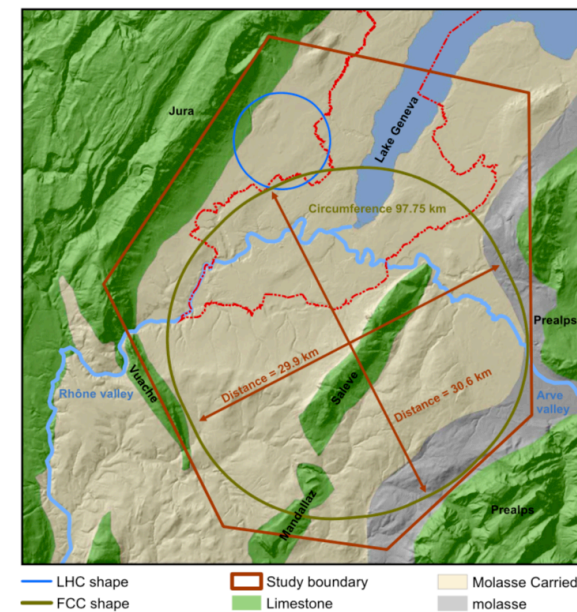 Jura
Lake Geneva
Circumference 97.75 km
Prealps
Distance = 29.9 km
Rhône valley
Vuache
Salève
Distance = 30.6 km
Arve
valley
Mandallaz
Prealps
LHC shape
Study boundary
Molasse Carried
FCC shape
Limestone
molasse